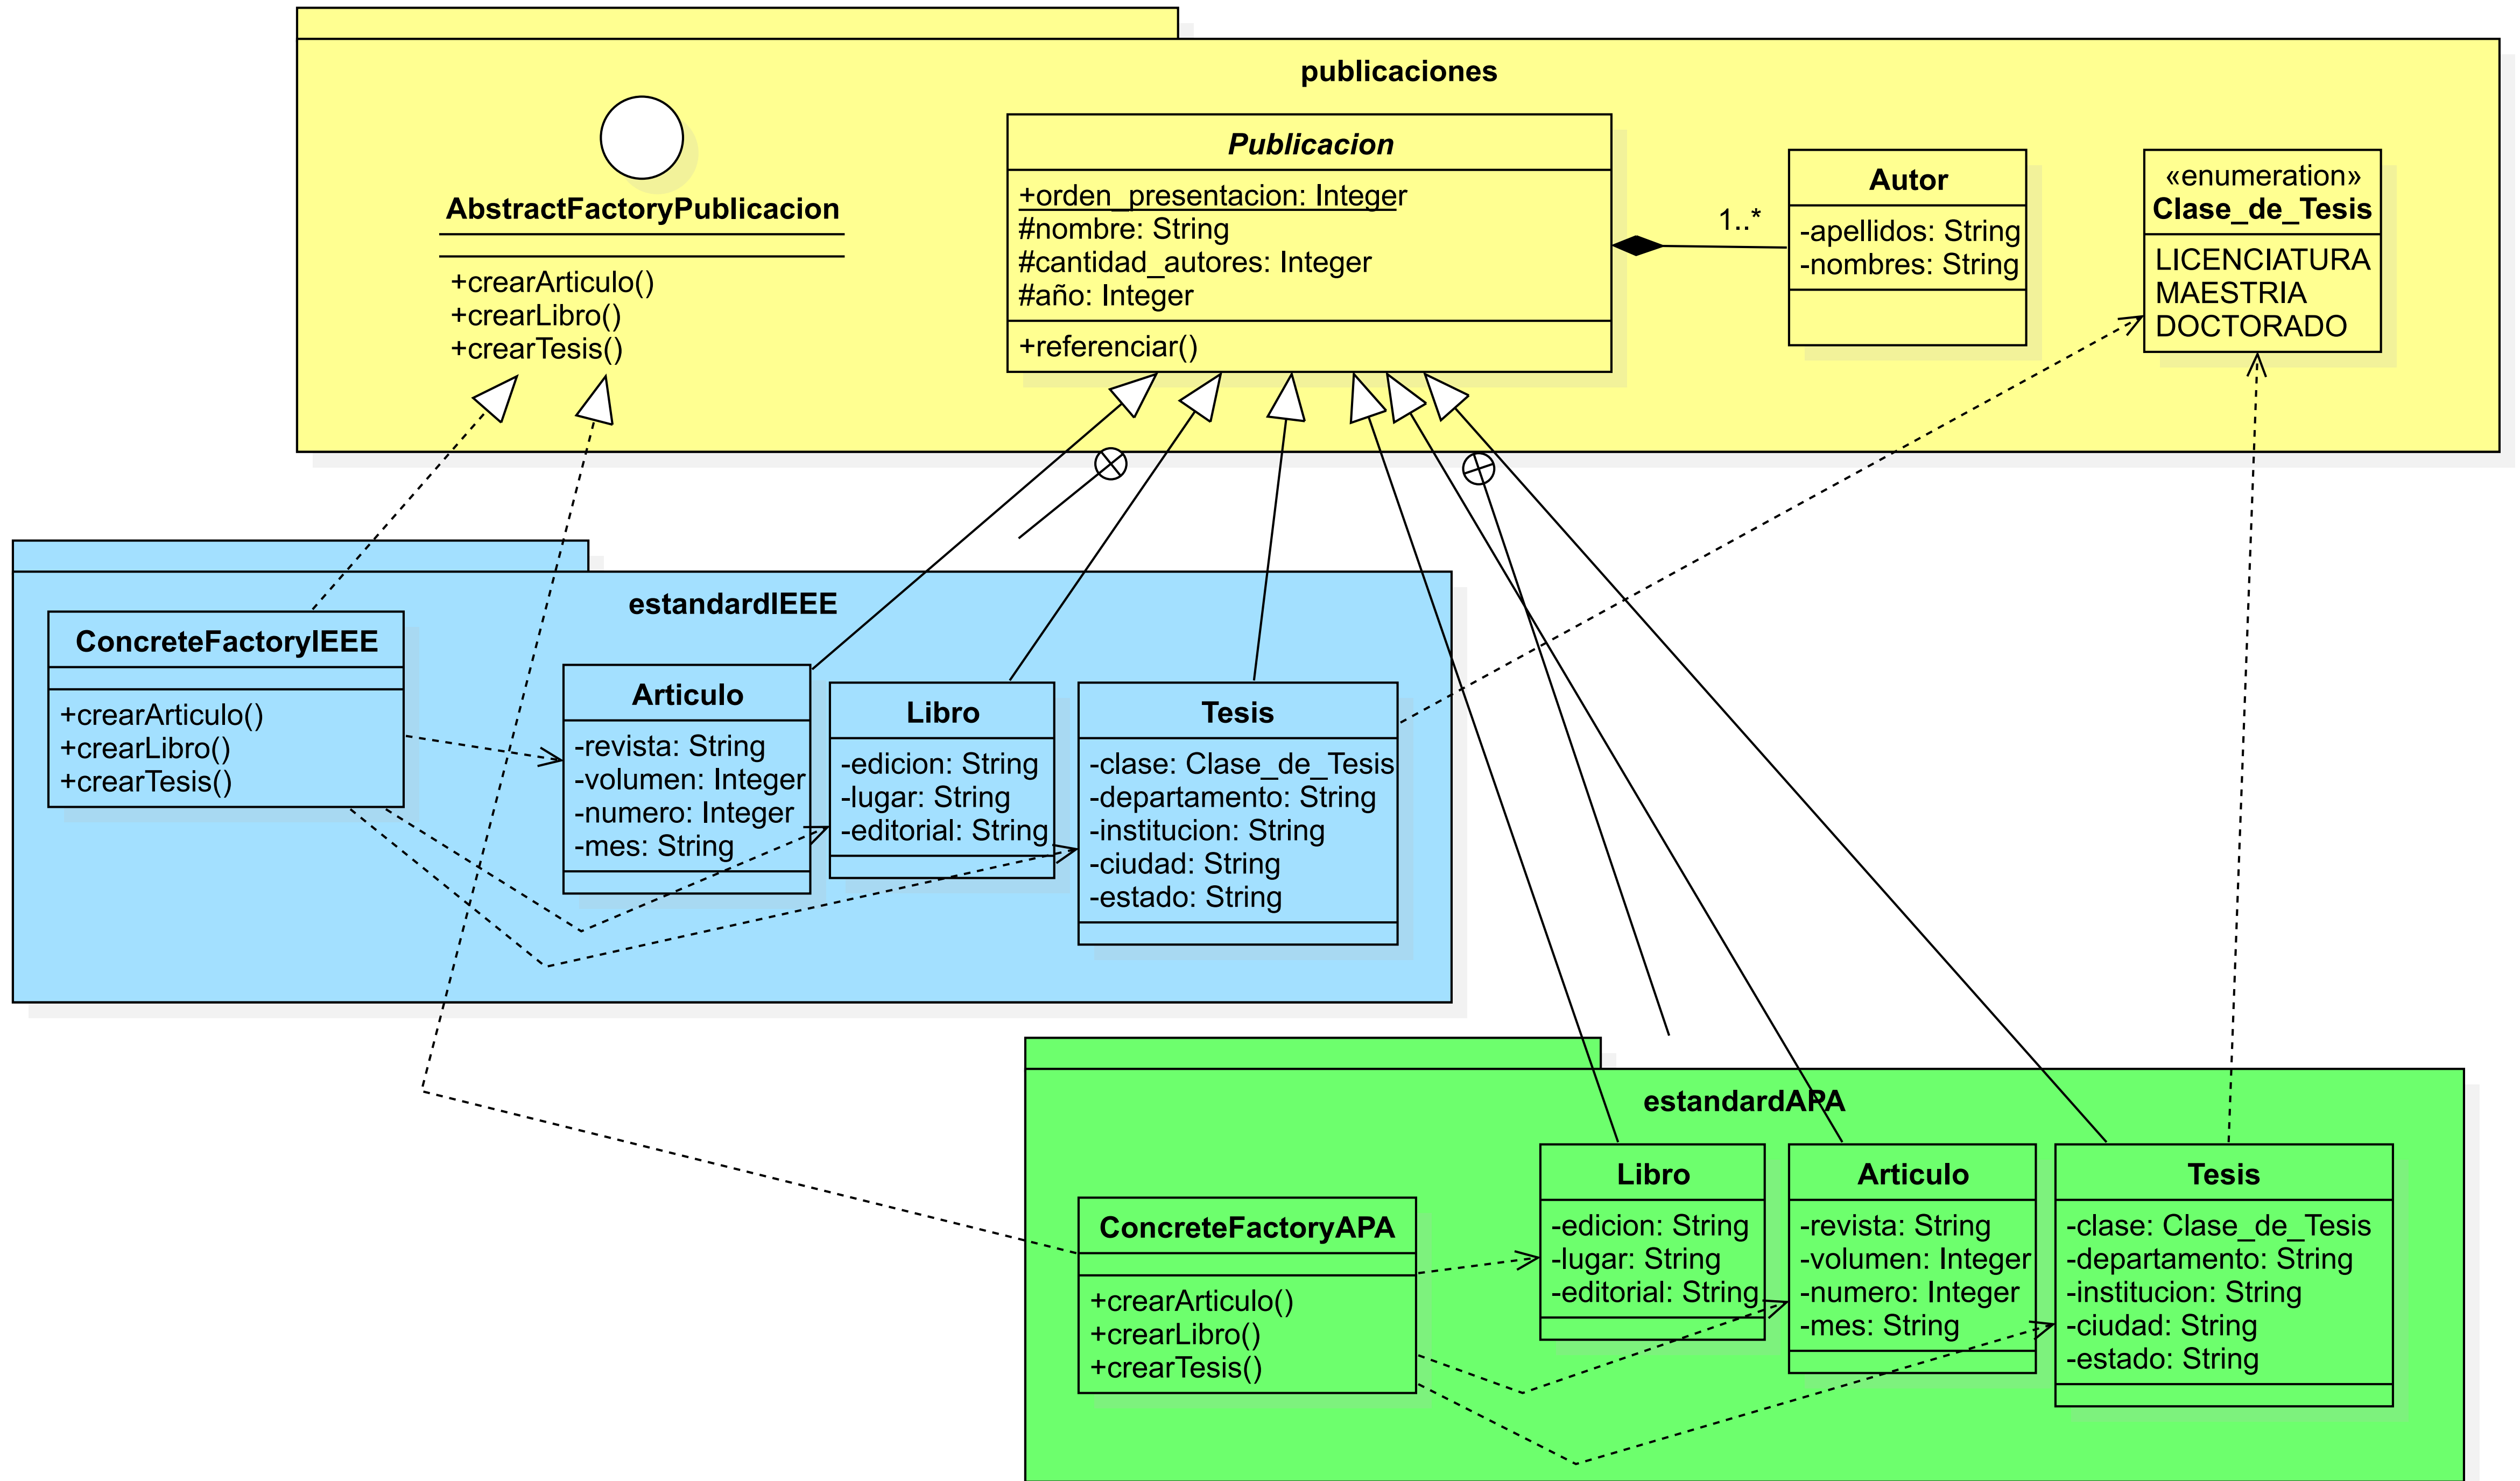 publicaciones
AbstractFactoryPublicacion
+crearArticulo()
+crearLibro()
+crearTesis()
Publicacion
+orden_presentacion: Integer
#nombre: String
#cantidad_autores: Integer
#año: Integer
+referenciar()
1..*
Autor
-apellidos: String
-nombres: String
«enumeration»
Clase_de_Tesis
LICENCIATURA
MAESTRIA
DOCTORADO
estandardIEEE
ConcreteFactoryIEEE
+crearArticulo()
+crearLibro()
+crearTesis()
Articulo
-revista: String
-volumen: Integer
-numero: Integer
-mes: String
Libro
-edicion: String
-lugar: String
-editorial: String
Tesis
-clase: Clase_de_Tesis
-departamento: String
-institucion: String
-ciudad: String
-estado: String
estandardAPA
ConcreteFactoryAPA
+crearArticulo()
+crearLibro()
+crearTesis()
Libro
-edicion: String
-lugar: String
-editorial: String
Articulo
-revista: String
-volumen: Integer
-numero: Integer
-mes: String
Tesis
-clase: Clase_de_Tesis
-departamento: String
-institucion: String
-ciudad: String
-estado: String